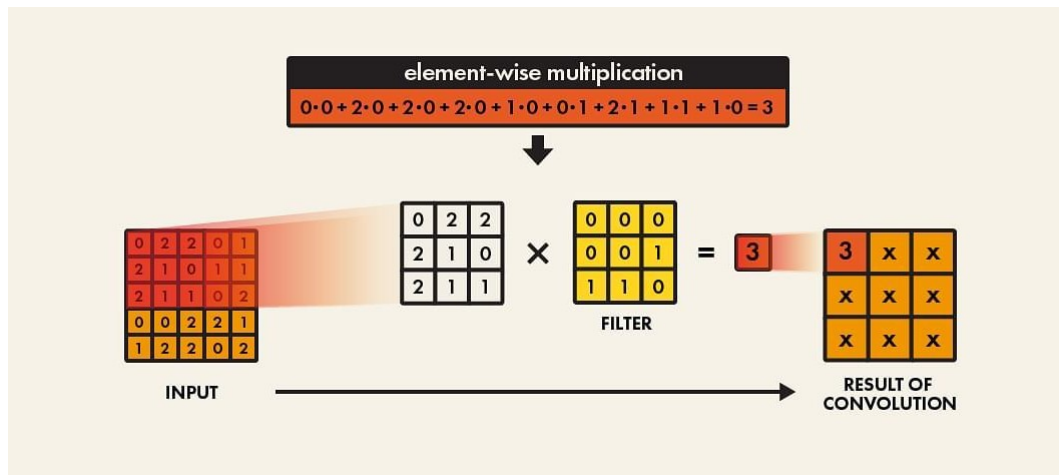 element-wise multiplication
0·0 + 2·0 + 2·0 + 2·0 + 1·0 + 0·1 + 2·1 + 1·1 + 1·0 = 3
0 2 2
2 1 0
2 1 1
×
0 0 0
0 0 1
1 1 0
FILTER
=
3
0 2 2 0 1
2 1 0 1 1
2 1 1 0 2
0 0 2 2 1
1 2 2 0 2
INPUT
3 x x
x x x
x x x
RESULT OF
CONVOLUTION